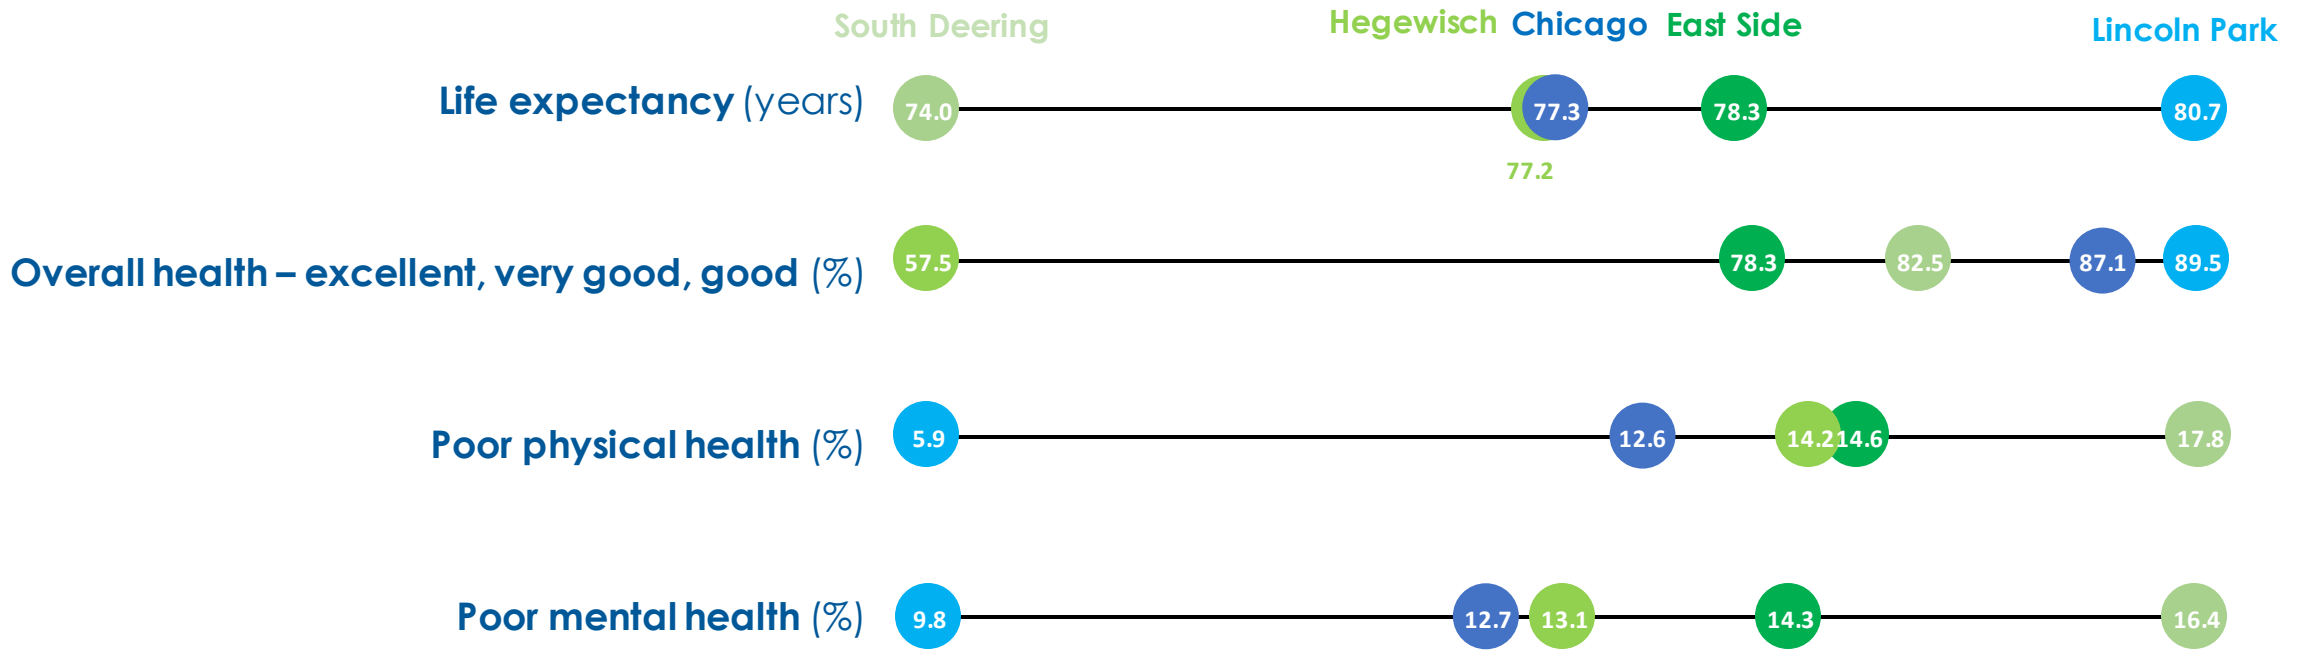 South Deering Hegewisch Chicago East Side Lincoln Park
Life expectancy (years) 74.0 77.3 78.3 80.7
77.2
Overall health – excellent, very good, good (%) 57.5 78.3 82.5 87.1 89.5
Poor physical health (%) 5.9 12.6 14.2 14.6 17.8
Poor mental health (%) 9.8 12.7 13.1 14.3 16.4